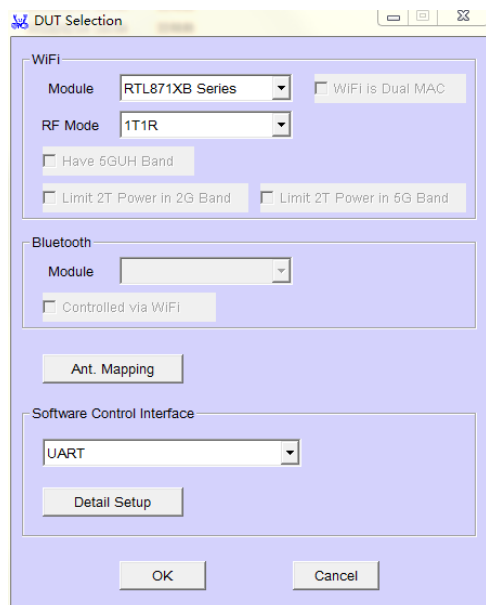 DUT Selection
WiFi
Module RTL871XB Series WiFi is Dual MAC
RF Mode 1T1R
Have 5GUH Band
Limit 2T Power in 2G Band Limit 2T Power in 5G Band
Bluetooth
Module
Controlled via WiFi
Ant. Mapping
Software Control Interface
UART
Detail Setup
OK Cancel